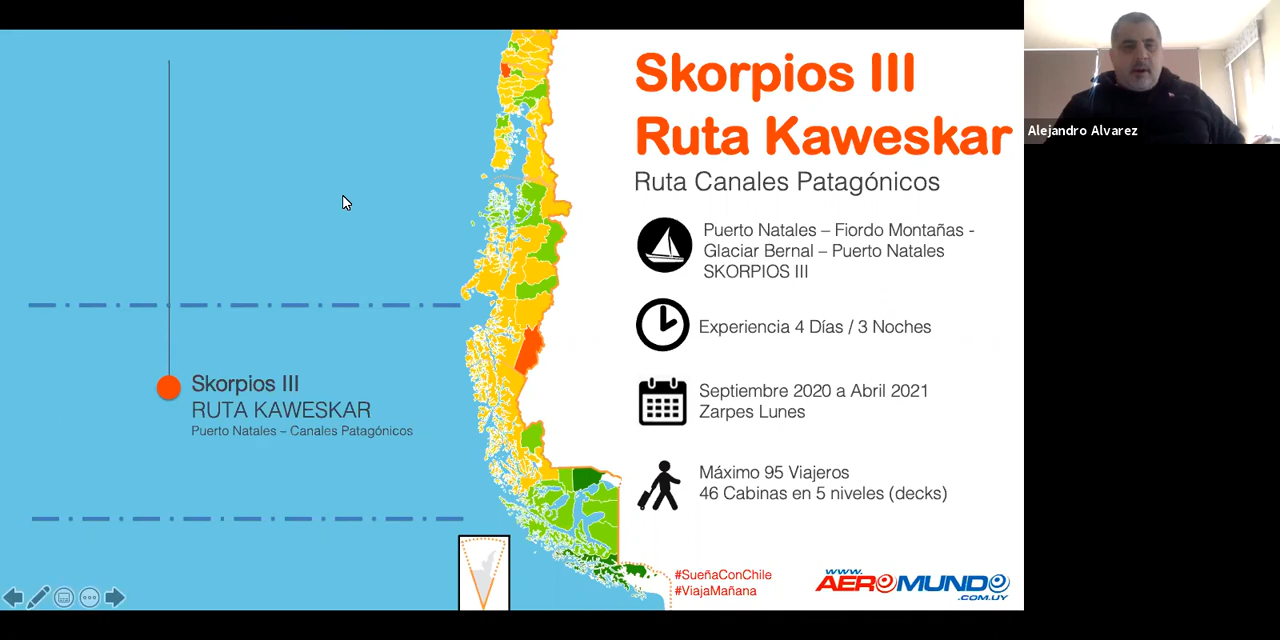 Skorpios III
Ruta Kaweskar
Ruta Canales Patagónicos
Puerto Natales – Fiordo Montañas -
Glaciar Bernal – Puerto Natales
SKORPIOS III
Experiencia 4 Días / 3 Noches
Septiembre 2020 a Abril 2021
Zarpes Lunes
Máximo 95 Viajeros
46 Cabinas en 5 niveles (decks)
Skorpios III
RUTA KAWESKAR
Puerto Natales – Canales Patagónicos
#SueñaConChile
#ViajaMañana
www.
AEROMUNDO
.COM.UY
Alejandro Alvarez